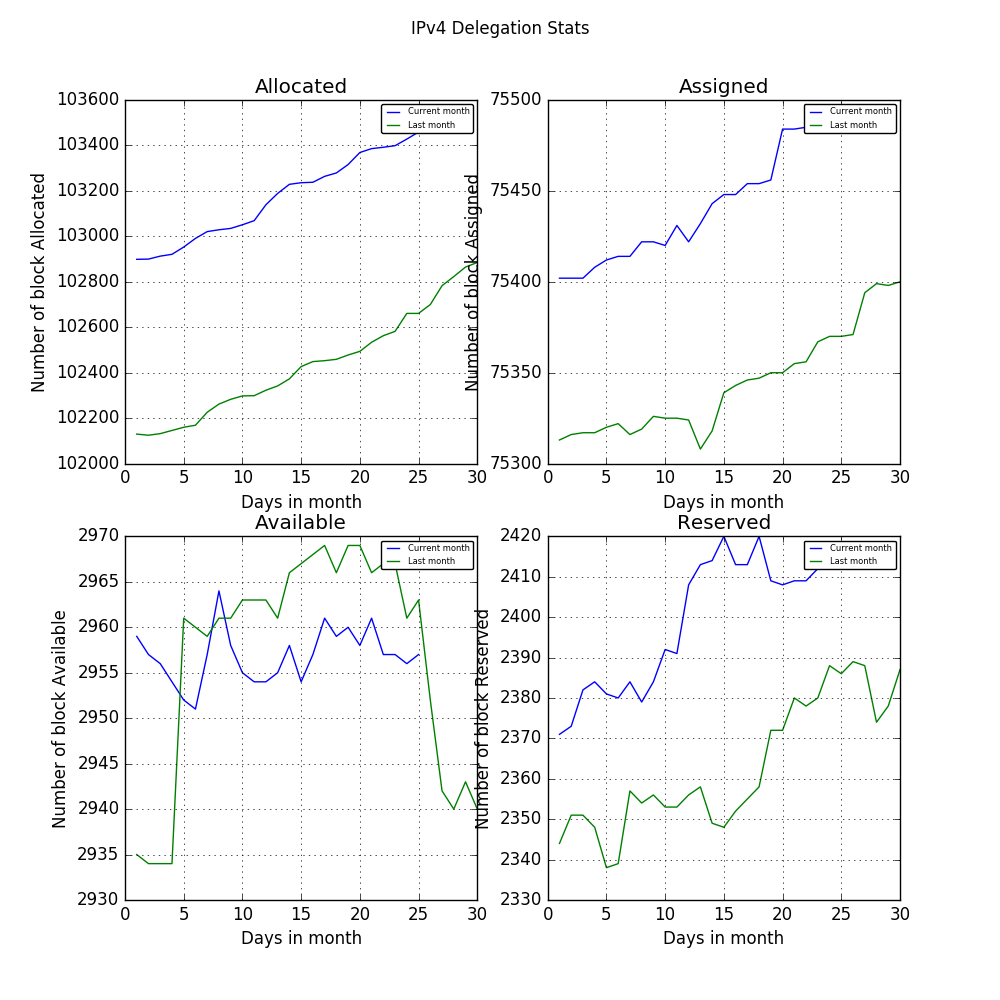 IPv4 Delegation Stats
Allocated
103600
103400
103200
103000
102800
102600
102400
102200
102000
0 5 10 15 20 25 30
Number of block Allocated
Days in month
Current month
Last month
Assigned
75500
75450
75400
75350
75300
0 5 10 15 20 25 30
Number of block Assigned
Days in month
Current month
Last month
Available
2970
2965
2960
2955
2950
2945
2940
2935
2930
0 5 10 15 20 25 30
Number of block Available
Days in month
Current month
Last month
Reserved
2420
2410
2400
2390
2380
2370
2360
2350
2340
2330
0 5 10 15 20 25 30
Number of block Reserved
Days in month
Current month
Last month